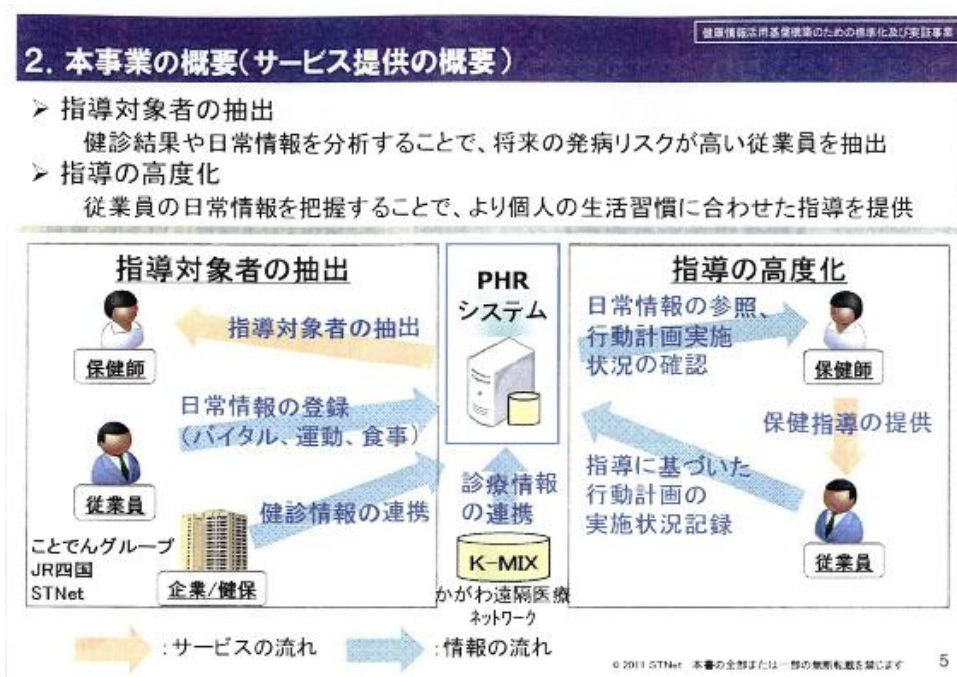 健康情報活用基盤構築のための標準化及び実証事業
2. 本事業の概要(サービス提供の概要)
➢ 指導対象者の抽出
健診結果や日常情報を分析することで、将来の発病リスクが高い従業員を抽出
➢ 指導の高度化
従業員の日常情報を把握することで、より個人の生活習慣に合わせた指導を提供
指導対象者の抽出
保健師
指導対象者の抽出
日常情報の登録
(バイタル、運動、食事)
従業員
健診情報の連携
ことでんグループ
JR四国
STNet
企業/健保
PHR
システム
診療情報
の連携
K-MIX
かがわ遠隔医療
ネットワーク
指導の高度化
日常情報の参照、
行動計画実施
状況の確認
保健師
保健指導の提供
指導に基づいた
行動計画の
実施状況記録
従業員
:サービスの流れ
:情報の流れ
© 2011 STNet 本書の全部または一部の無断転載を禁じます
5